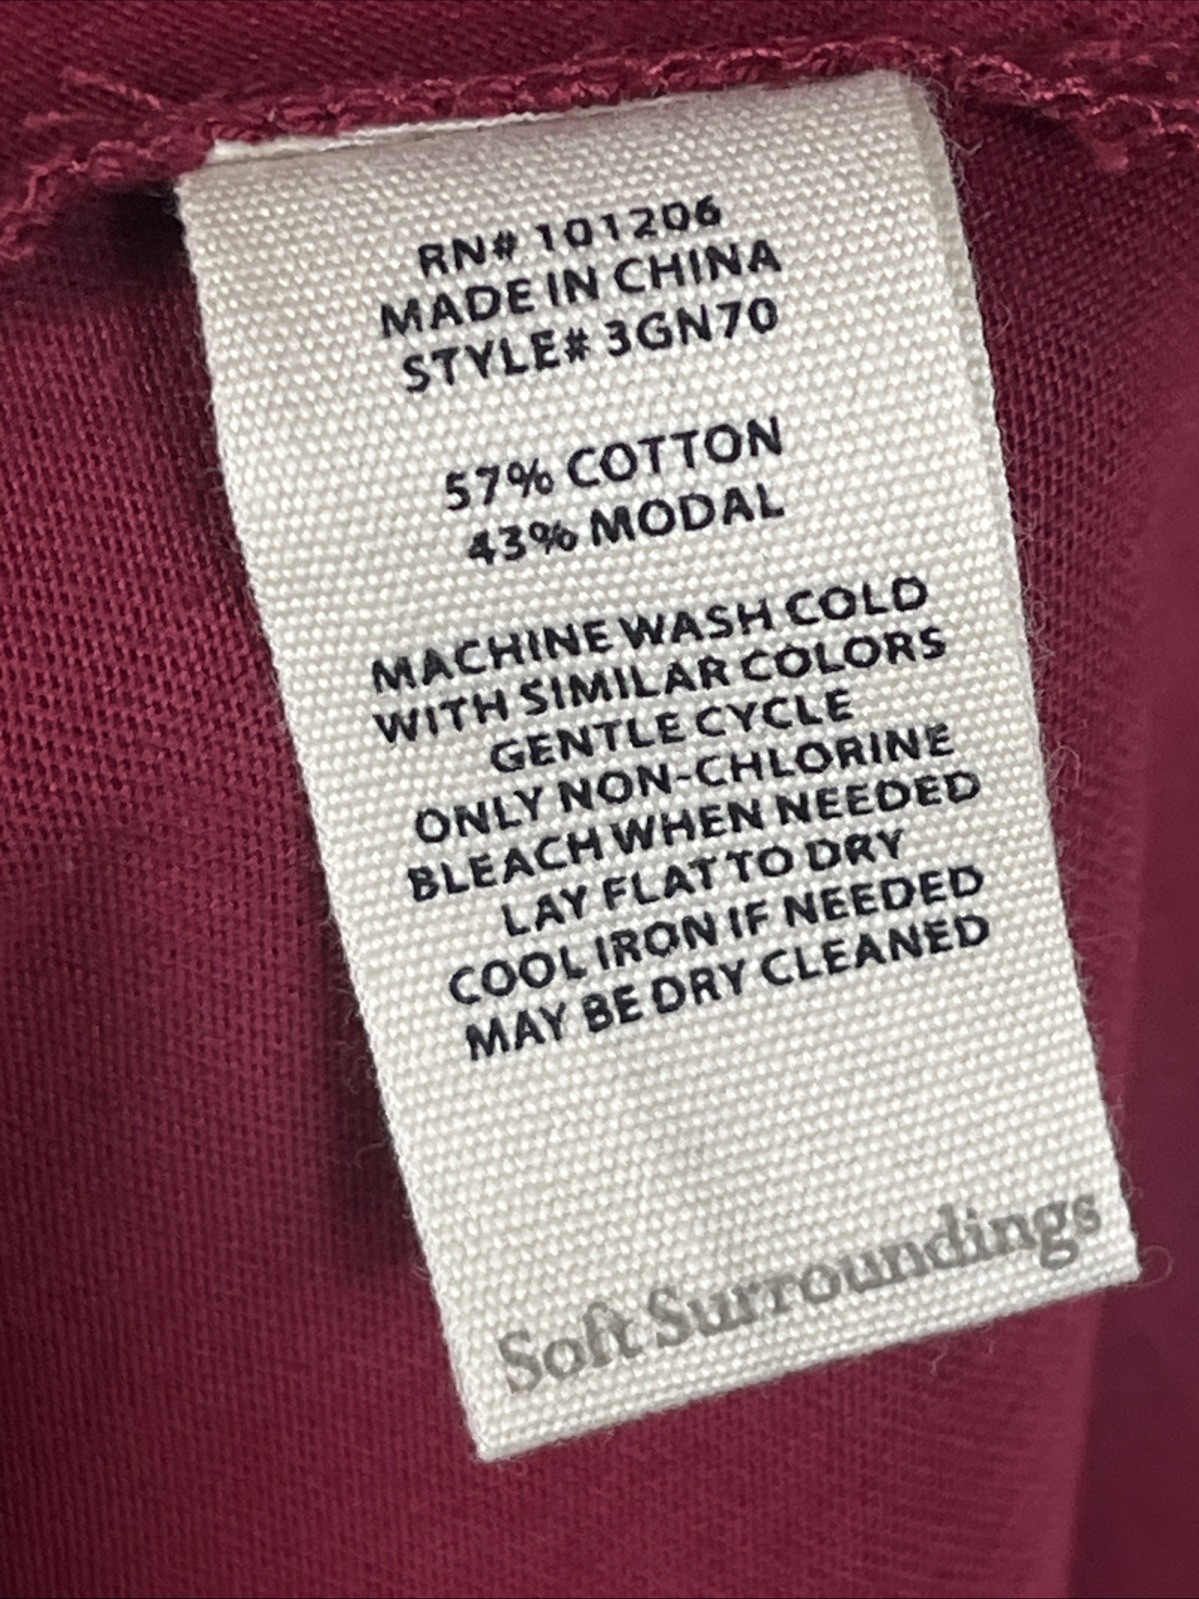 RN# 101206
MADE IN CHINA
STYLE# 3GN70
57% COTTON
43% MODAL
MACHINE WASH COLD
WITH SIMILAR COLORS
GENTLE CYCLE
ONLY NON-CHLORINE
BLEACH WHEN NEEDED
LAY FLAT TO DRY
COOL IRON IF NEEDED
MAY BE DRY CLEANED
Soft Surroundings